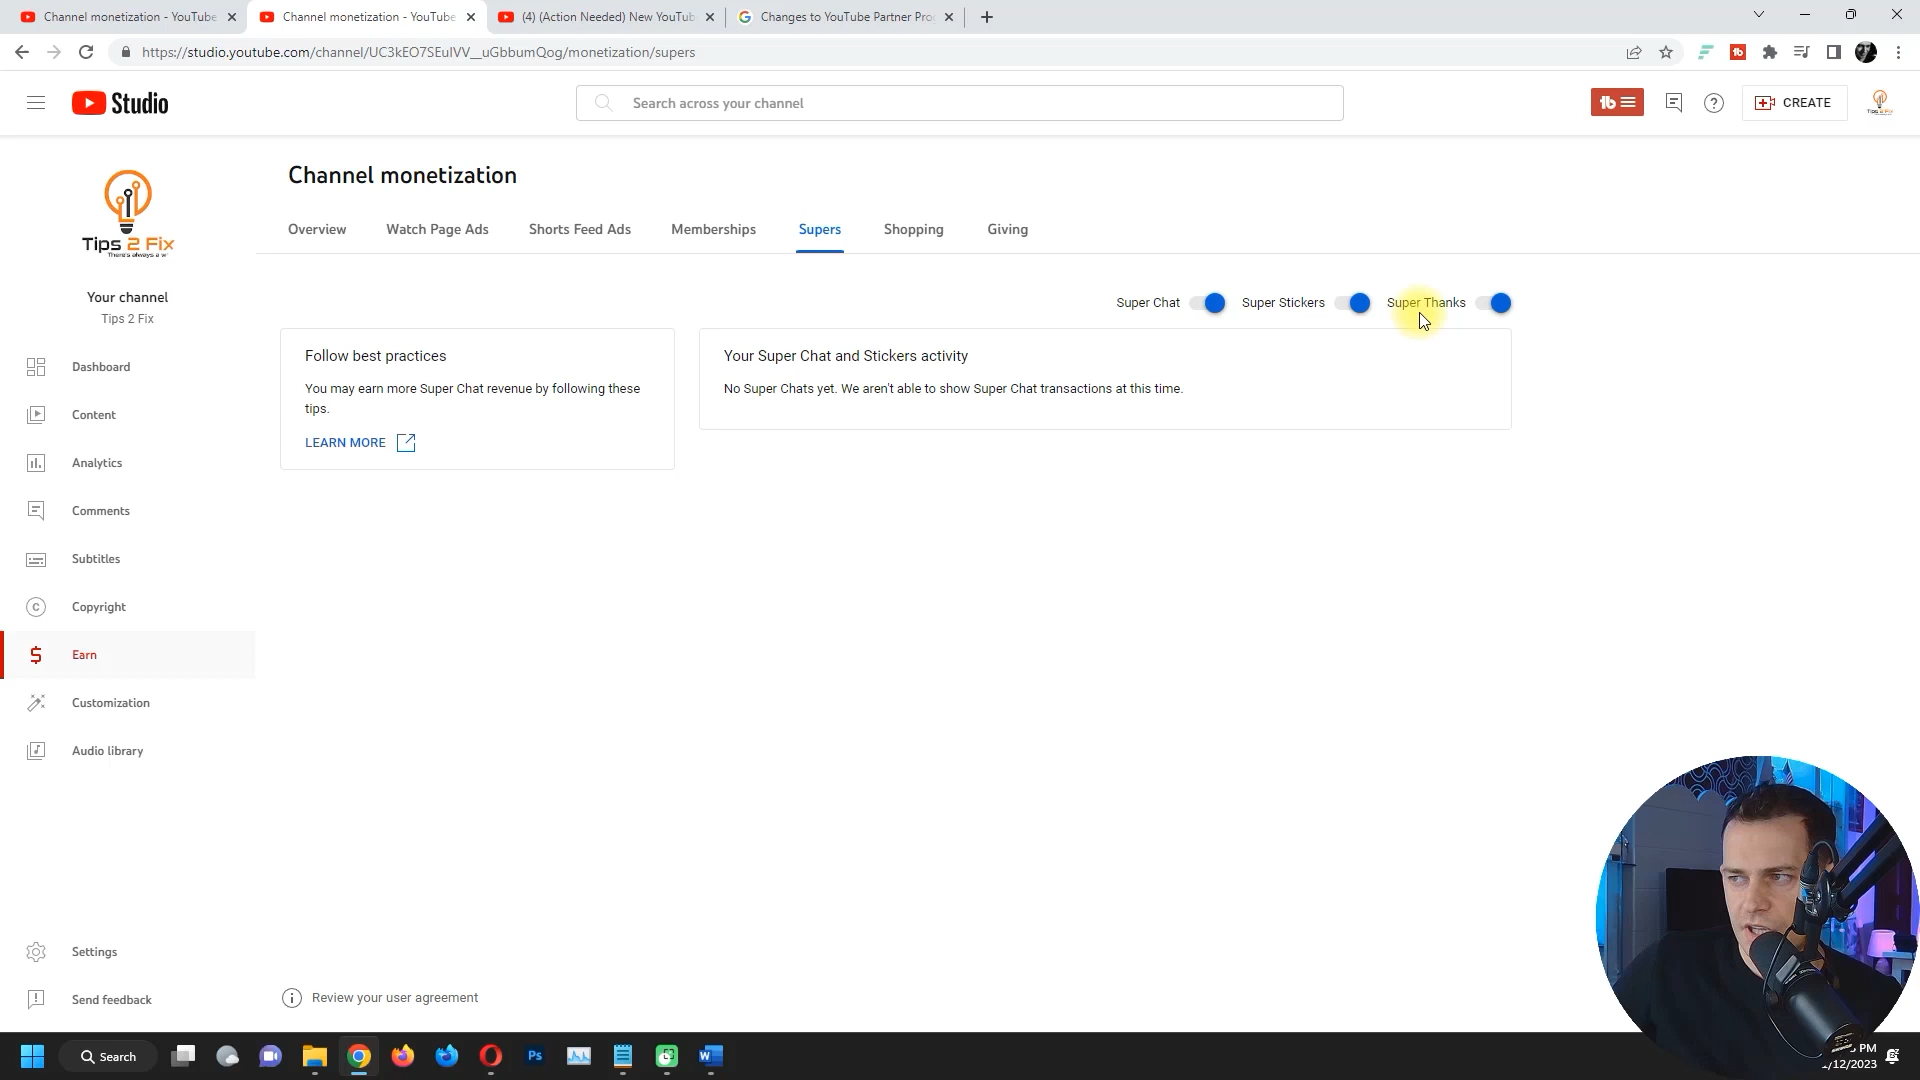 Channel monetization - YouTube
Channel monetization - YouTube
(4) (Action Needed) New YouTub
Changes to YouTube Partner Pro
https://studio.youtube.com/channel/UC3kEO7SEuIVV__uGbbumQog/monetization/supers
Studio
Search across your channel
CREATE
Tips 2 Fix
Your channel
Tips 2 Fix
Dashboard
Content
Analytics
Comments
Subtitles
Copyright
Earn
Customization
Audio library
Settings
Send feedback
Channel monetization
Overview
Watch Page Ads
Shorts Feed Ads
Memberships
Supers
Shopping
Giving
Super Chat
Super Stickers
Super Thanks
Follow best practices
You may earn more Super Chat revenue by following these
tips.
LEARN MORE
Your Super Chat and Stickers activity
No Super Chats yet. We aren't able to show Super Chat transactions at this time.
Review your user agreement
Search
Ps
W
PM
/12/2023